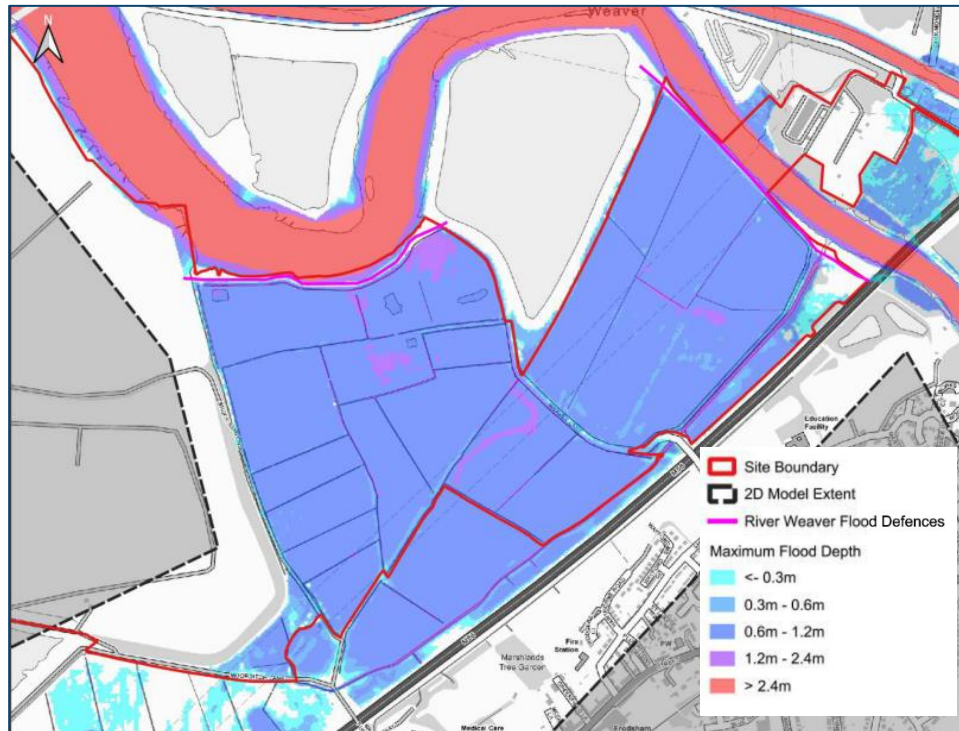 Weaver
N
Education
Facility
M56
Fire
Station
Marshlands
Tree Garden
Medical Care
Frodsham
PW
Site Boundary
2D Model Extent
River Weaver Flood Defences
Maximum Flood Depth
<- 0.3m
0.3m - 0.6m
0.6m - 1.2m
1.2m - 2.4m
> 2.4m